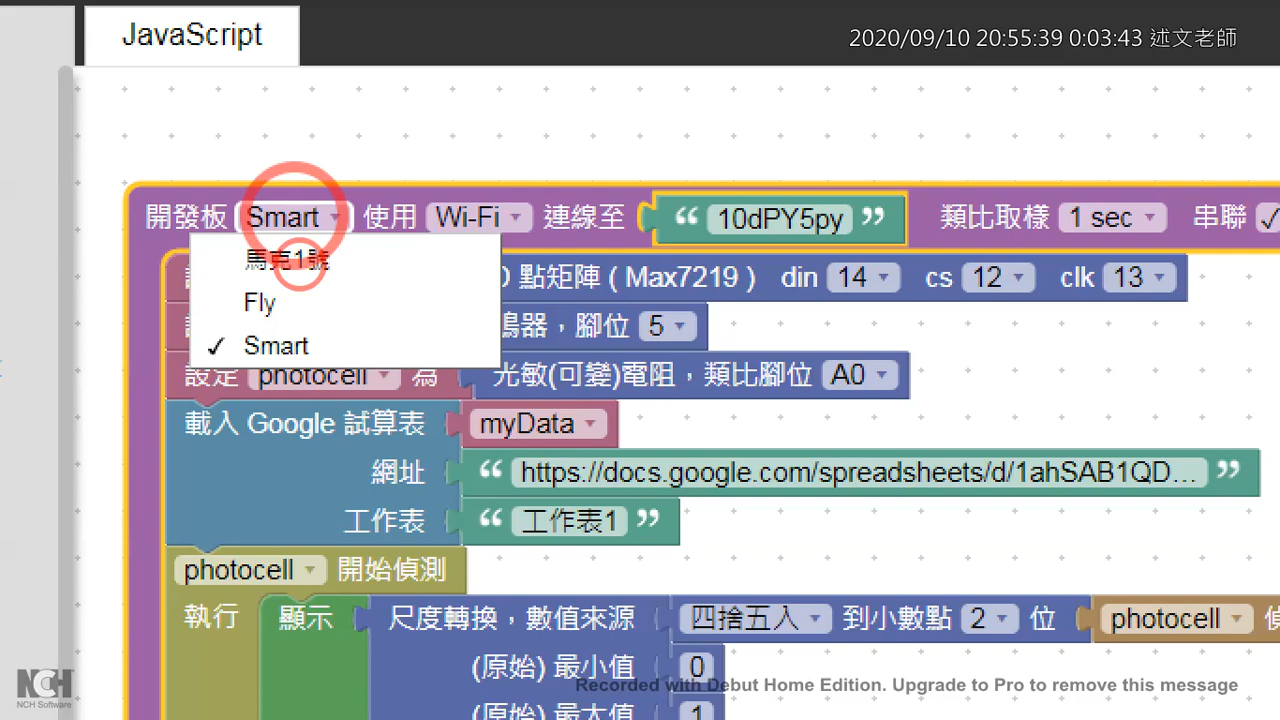 JavaScript
2020/09/10 20:55:39 0:03:43 述文老師
開發板 Smart 使用 Wi-Fi 連線至 “ 10dPY5py ” 類比取樣 1 sec 串聯 ✓
馬克1號
點矩陣 ( Max7219 ) din 14 cs 12 clk 13
Fly
鳴器，腳位 5
✓ Smart
設定 photocell 為 光敏(可變)電阻，類比腳位 A0
載入 Google 試算表 myData
網址 “ https://docs.google.com/spreadsheets/d/1ahSAB1QD... ”
工作表 “ 工作表1 ”
photocell 開始偵測
執行 顯示 尺度轉換，數值來源 四捨五入 到小數點 2 位 photocell
(原始) 最小值 0
(原始) 最大值 1
NCH
NCH Software
Recorded with Debut Home Edition. Upgrade to Pro to remove this message